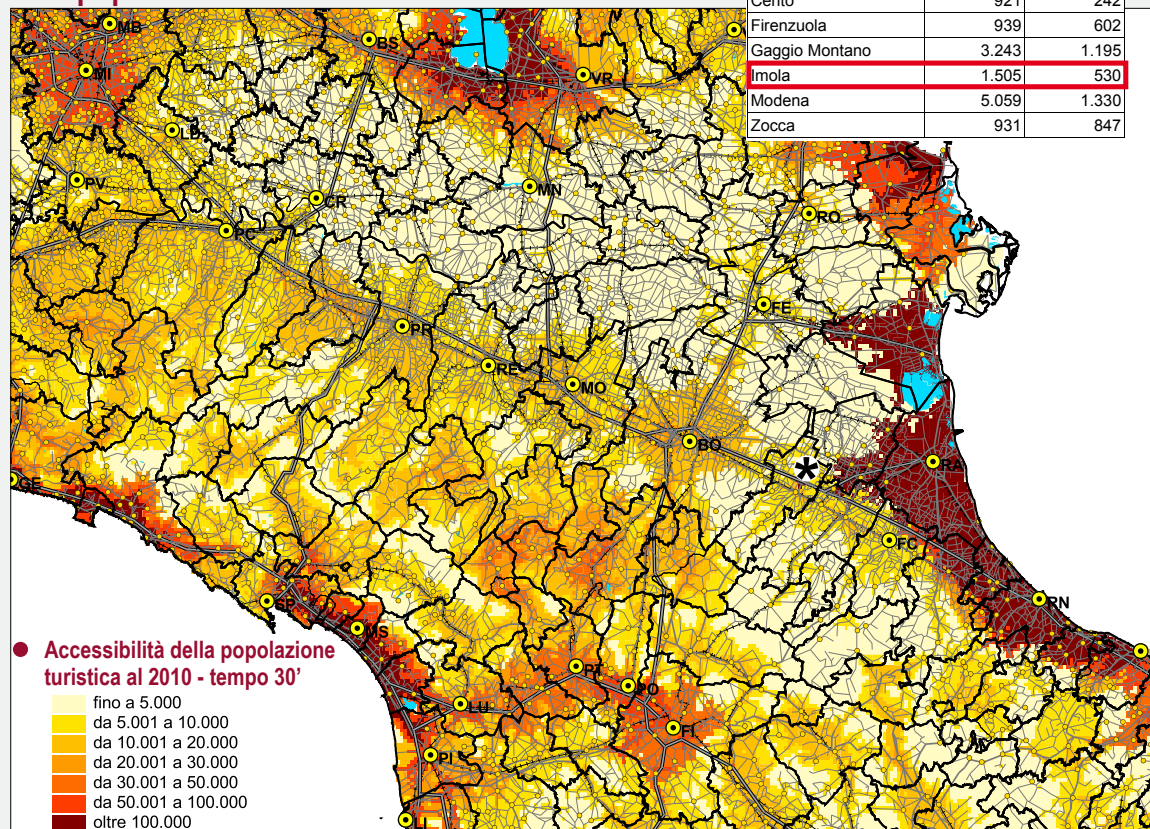 Cento 921 242
Firenzuola 939 602
Gaggio Montano 3.243 1.195
Imola 1.505 530
Modena 5.059 1.330
Zocca 931 847
MB
BS
MI
VR
LD
PV
MN
CR
RO
PC
FE
PR
RE
MO
BO
*
RA
GE
FC
RN
SP
MS
PT
PO
LU
FI
PI
● Accessibilità della popolazione
turistica al 2010 - tempo 30’
fino a 5.000
da 5.001 a 10.000
da 10.001 a 20.000
da 20.001 a 30.000
da 30.001 a 50.000
da 50.001 a 100.000
oltre 100.000